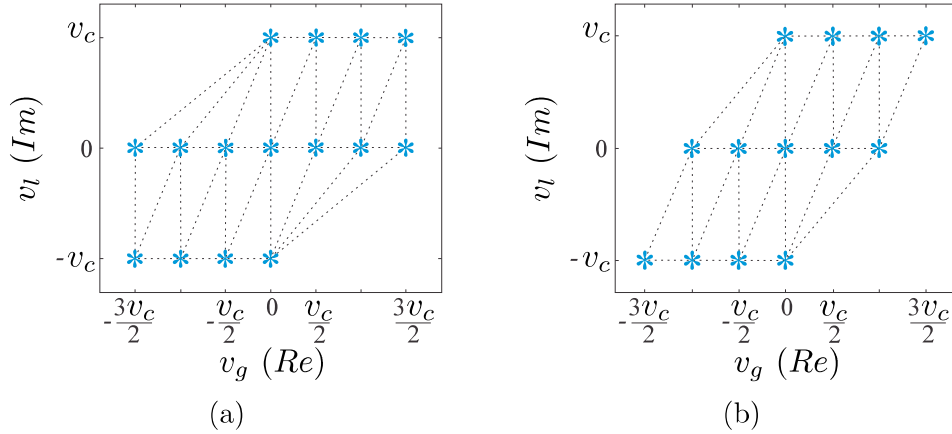 v_c
0
-v_c
v_l (Im)
-3v_c/2
-v_c/2
0
v_c/2
3v_c/2
v_g (Re)
(a)
v_c
0
-v_c
v_l (Im)
-3v_c/2
-v_c/2
0
v_c/2
3v_c/2
v_g (Re)
(b)